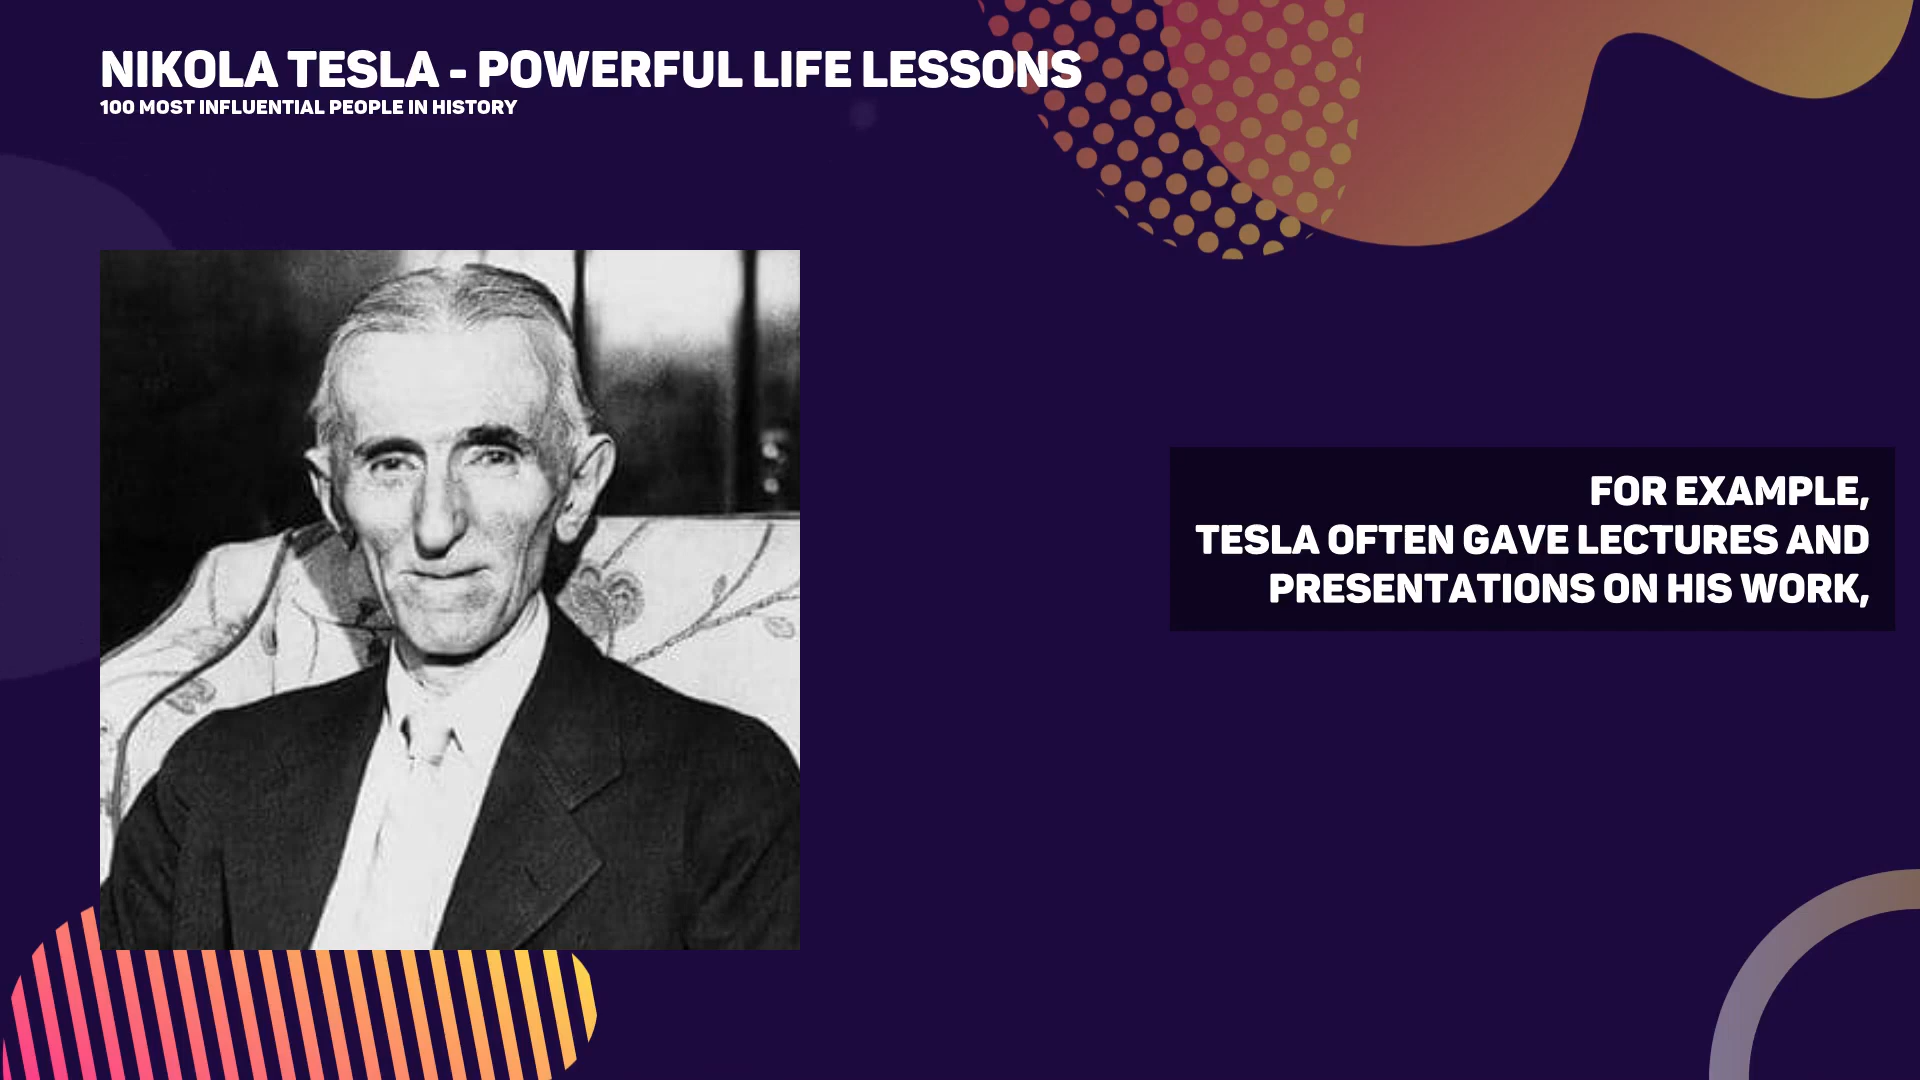 NIKOLA TESLA - POWERFUL LIFE LESSONS
100 MOST INFLUENTIAL PEOPLE IN HISTORY
FOR EXAMPLE,
TESLA OFTEN GAVE LECTURES AND
PRESENTATIONS ON HIS WORK,